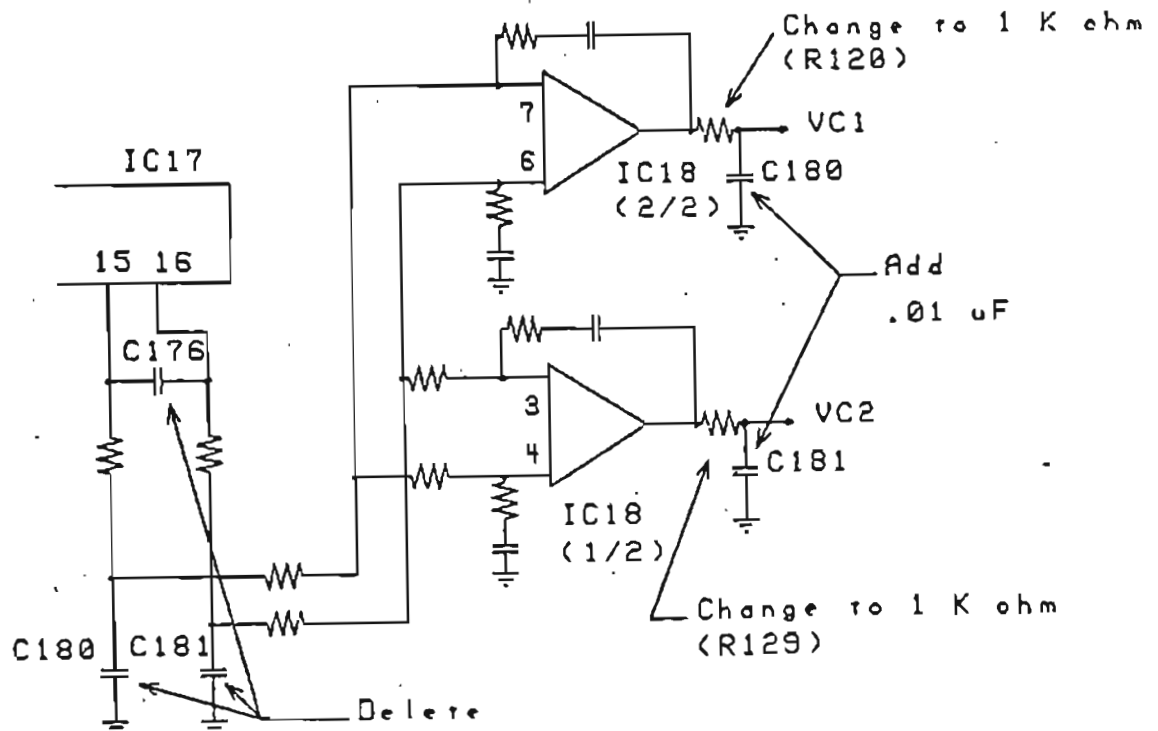 Change to 1 K ohm
(R128)
7
VC1
IC17
6
IC18
(2/2)
C180
15 16
Add
.01 uF
C176
3
VC2
4
C181
IC18
(1/2)
Change to 1 K ohm
(R129)
C180 C181
Delete